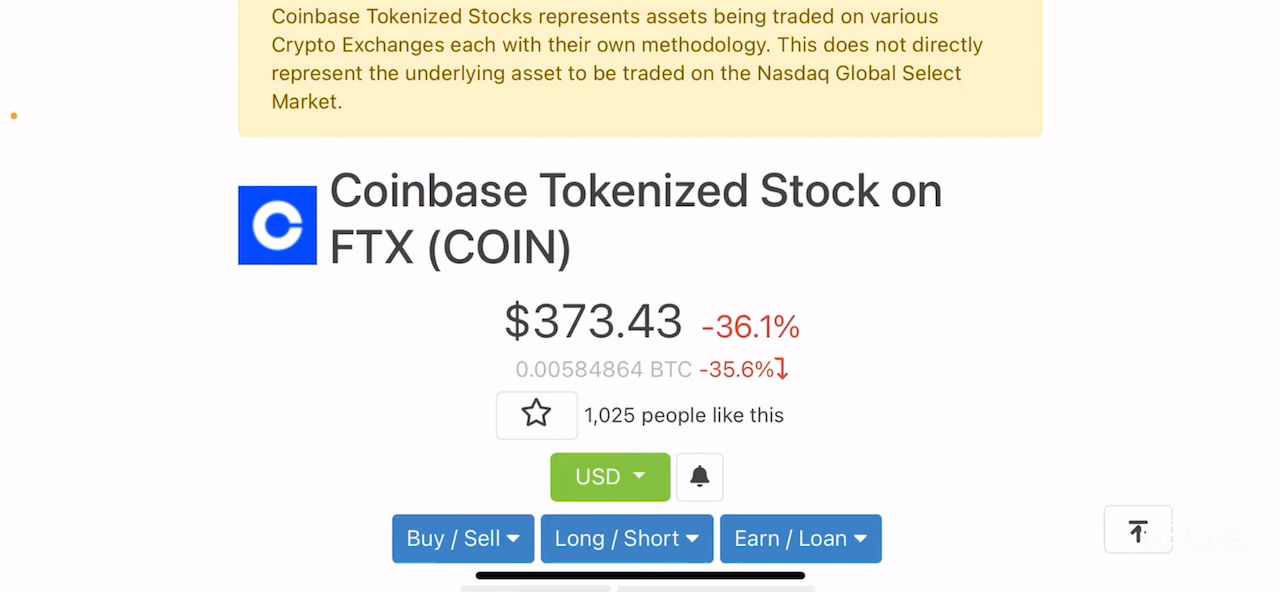 Coinbase Tokenized Stocks represents assets being traded on various
Crypto Exchanges each with their own methodology. This does not directly
represent the underlying asset to be traded on the Nasdaq Global Select
Market.
Coinbase Tokenized Stock on
FTX (COIN)
$373.43 -36.1%
0.00584864 BTC -35.6%
1,025 people like this
USD
Buy / Sell Long / Short Earn / Loan